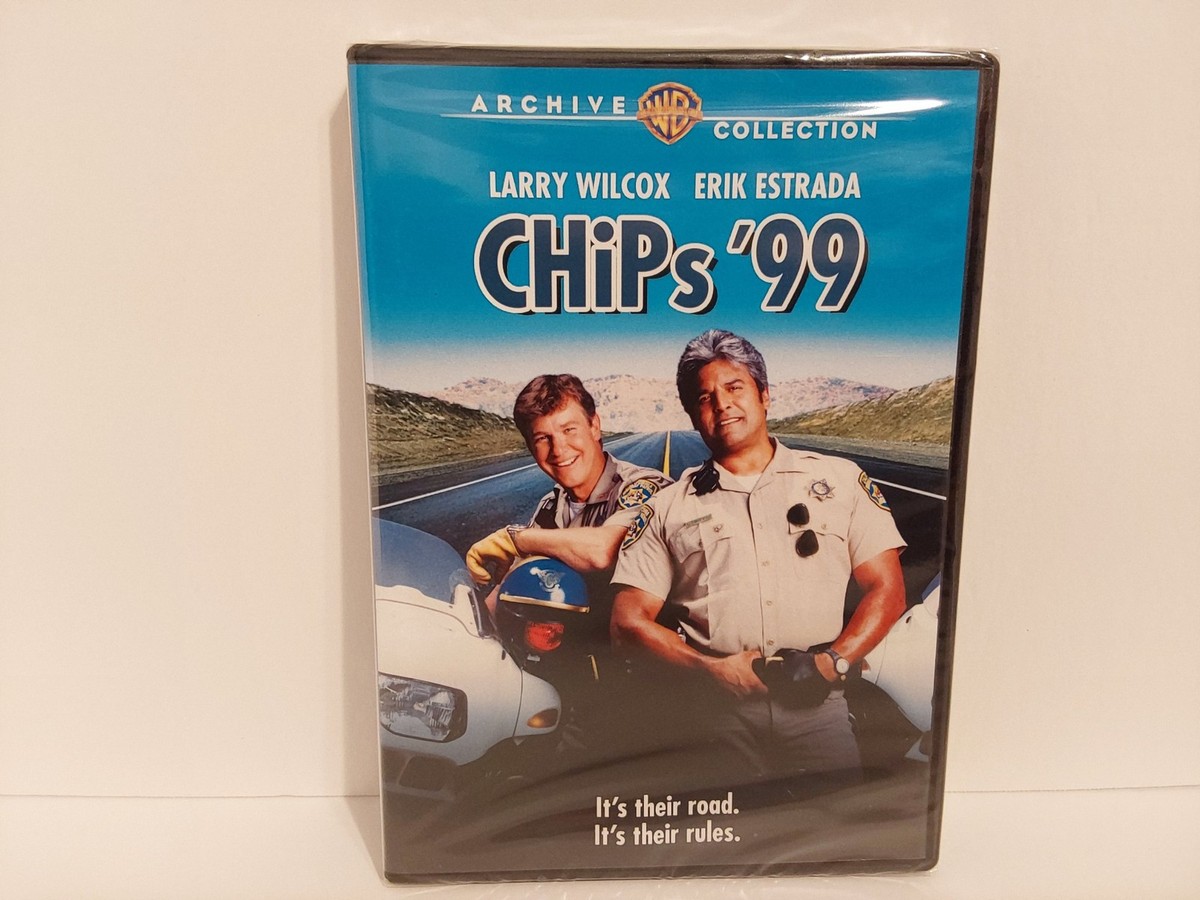 ARCHIVE WB COLLECTION
LARRY WILCOX ERIK ESTRADA
CHiPs '99
It's their road.
It's their rules.